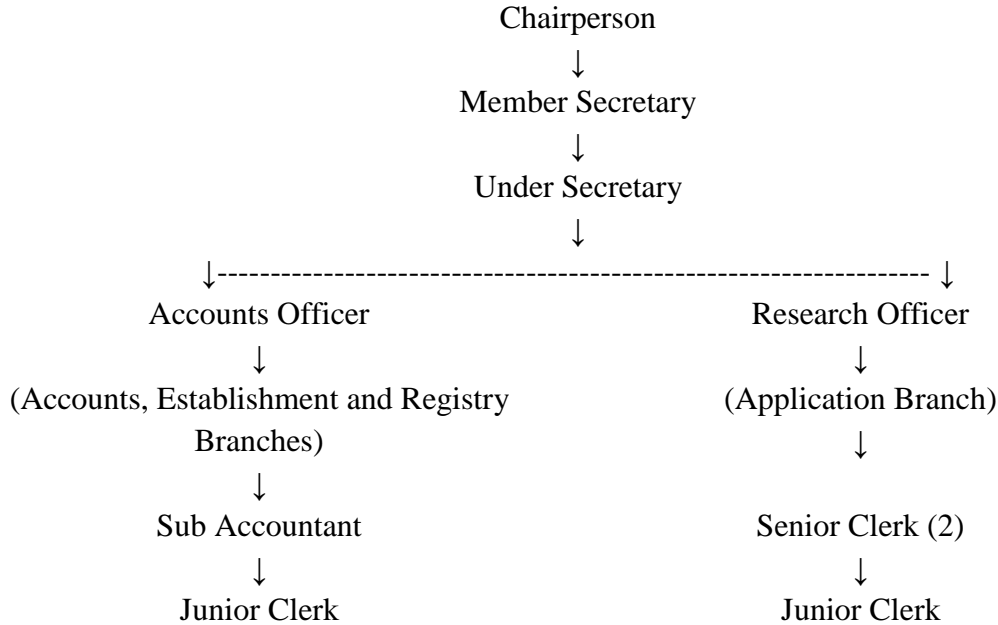 Chairperson
↓
Member Secretary
↓
Under Secretary
↓
↓------------------------------------------------------------------- ↓
Accounts Officer Research Officer
↓ ↓
(Accounts, Establishment and Registry (Application Branch)
Branches) ↓
↓
Sub Accountant Senior Clerk (2)
↓ ↓
Junior Clerk Junior Clerk